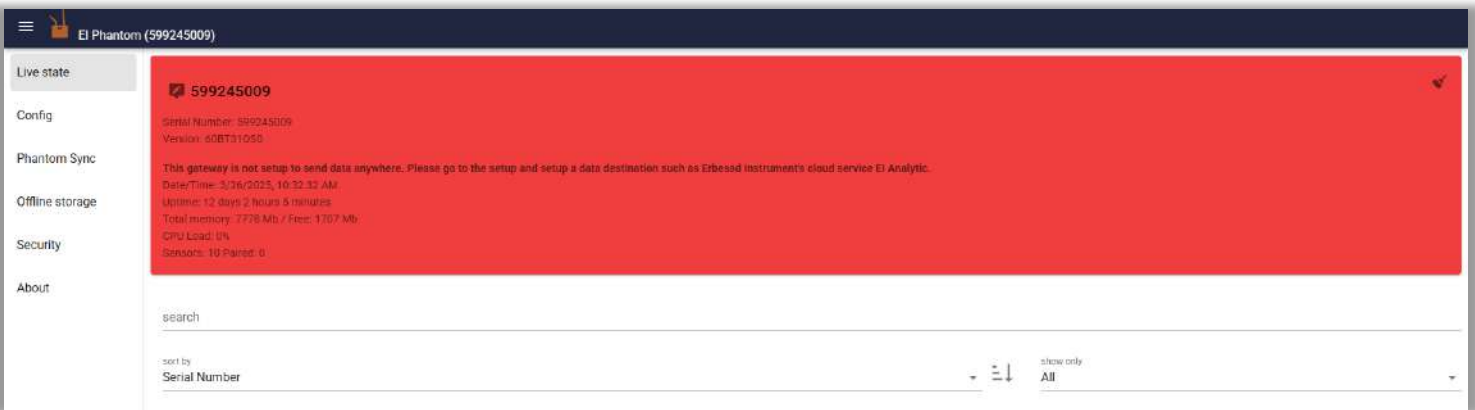 EI Phantom (599245009)
Live state
Config
Phantom Sync
Offline storage
Security
About
599245009
Serial Number: 599245009
This gateway is not setup to send data anywhere. Please go to the setup and setup a data destination such as Erbessd Instrument's cloud service EI Analytic.
Date/Time: 3/26/2025, 10:32:32 AM
Uptime: 12 days 2 hours 5 minutes
Total memory: 7778 Mb / Free: 1707 Mb
CPU Load: 0%
Sensors: 10 Paired: 0
search
sort by
Serial Number
show only
All